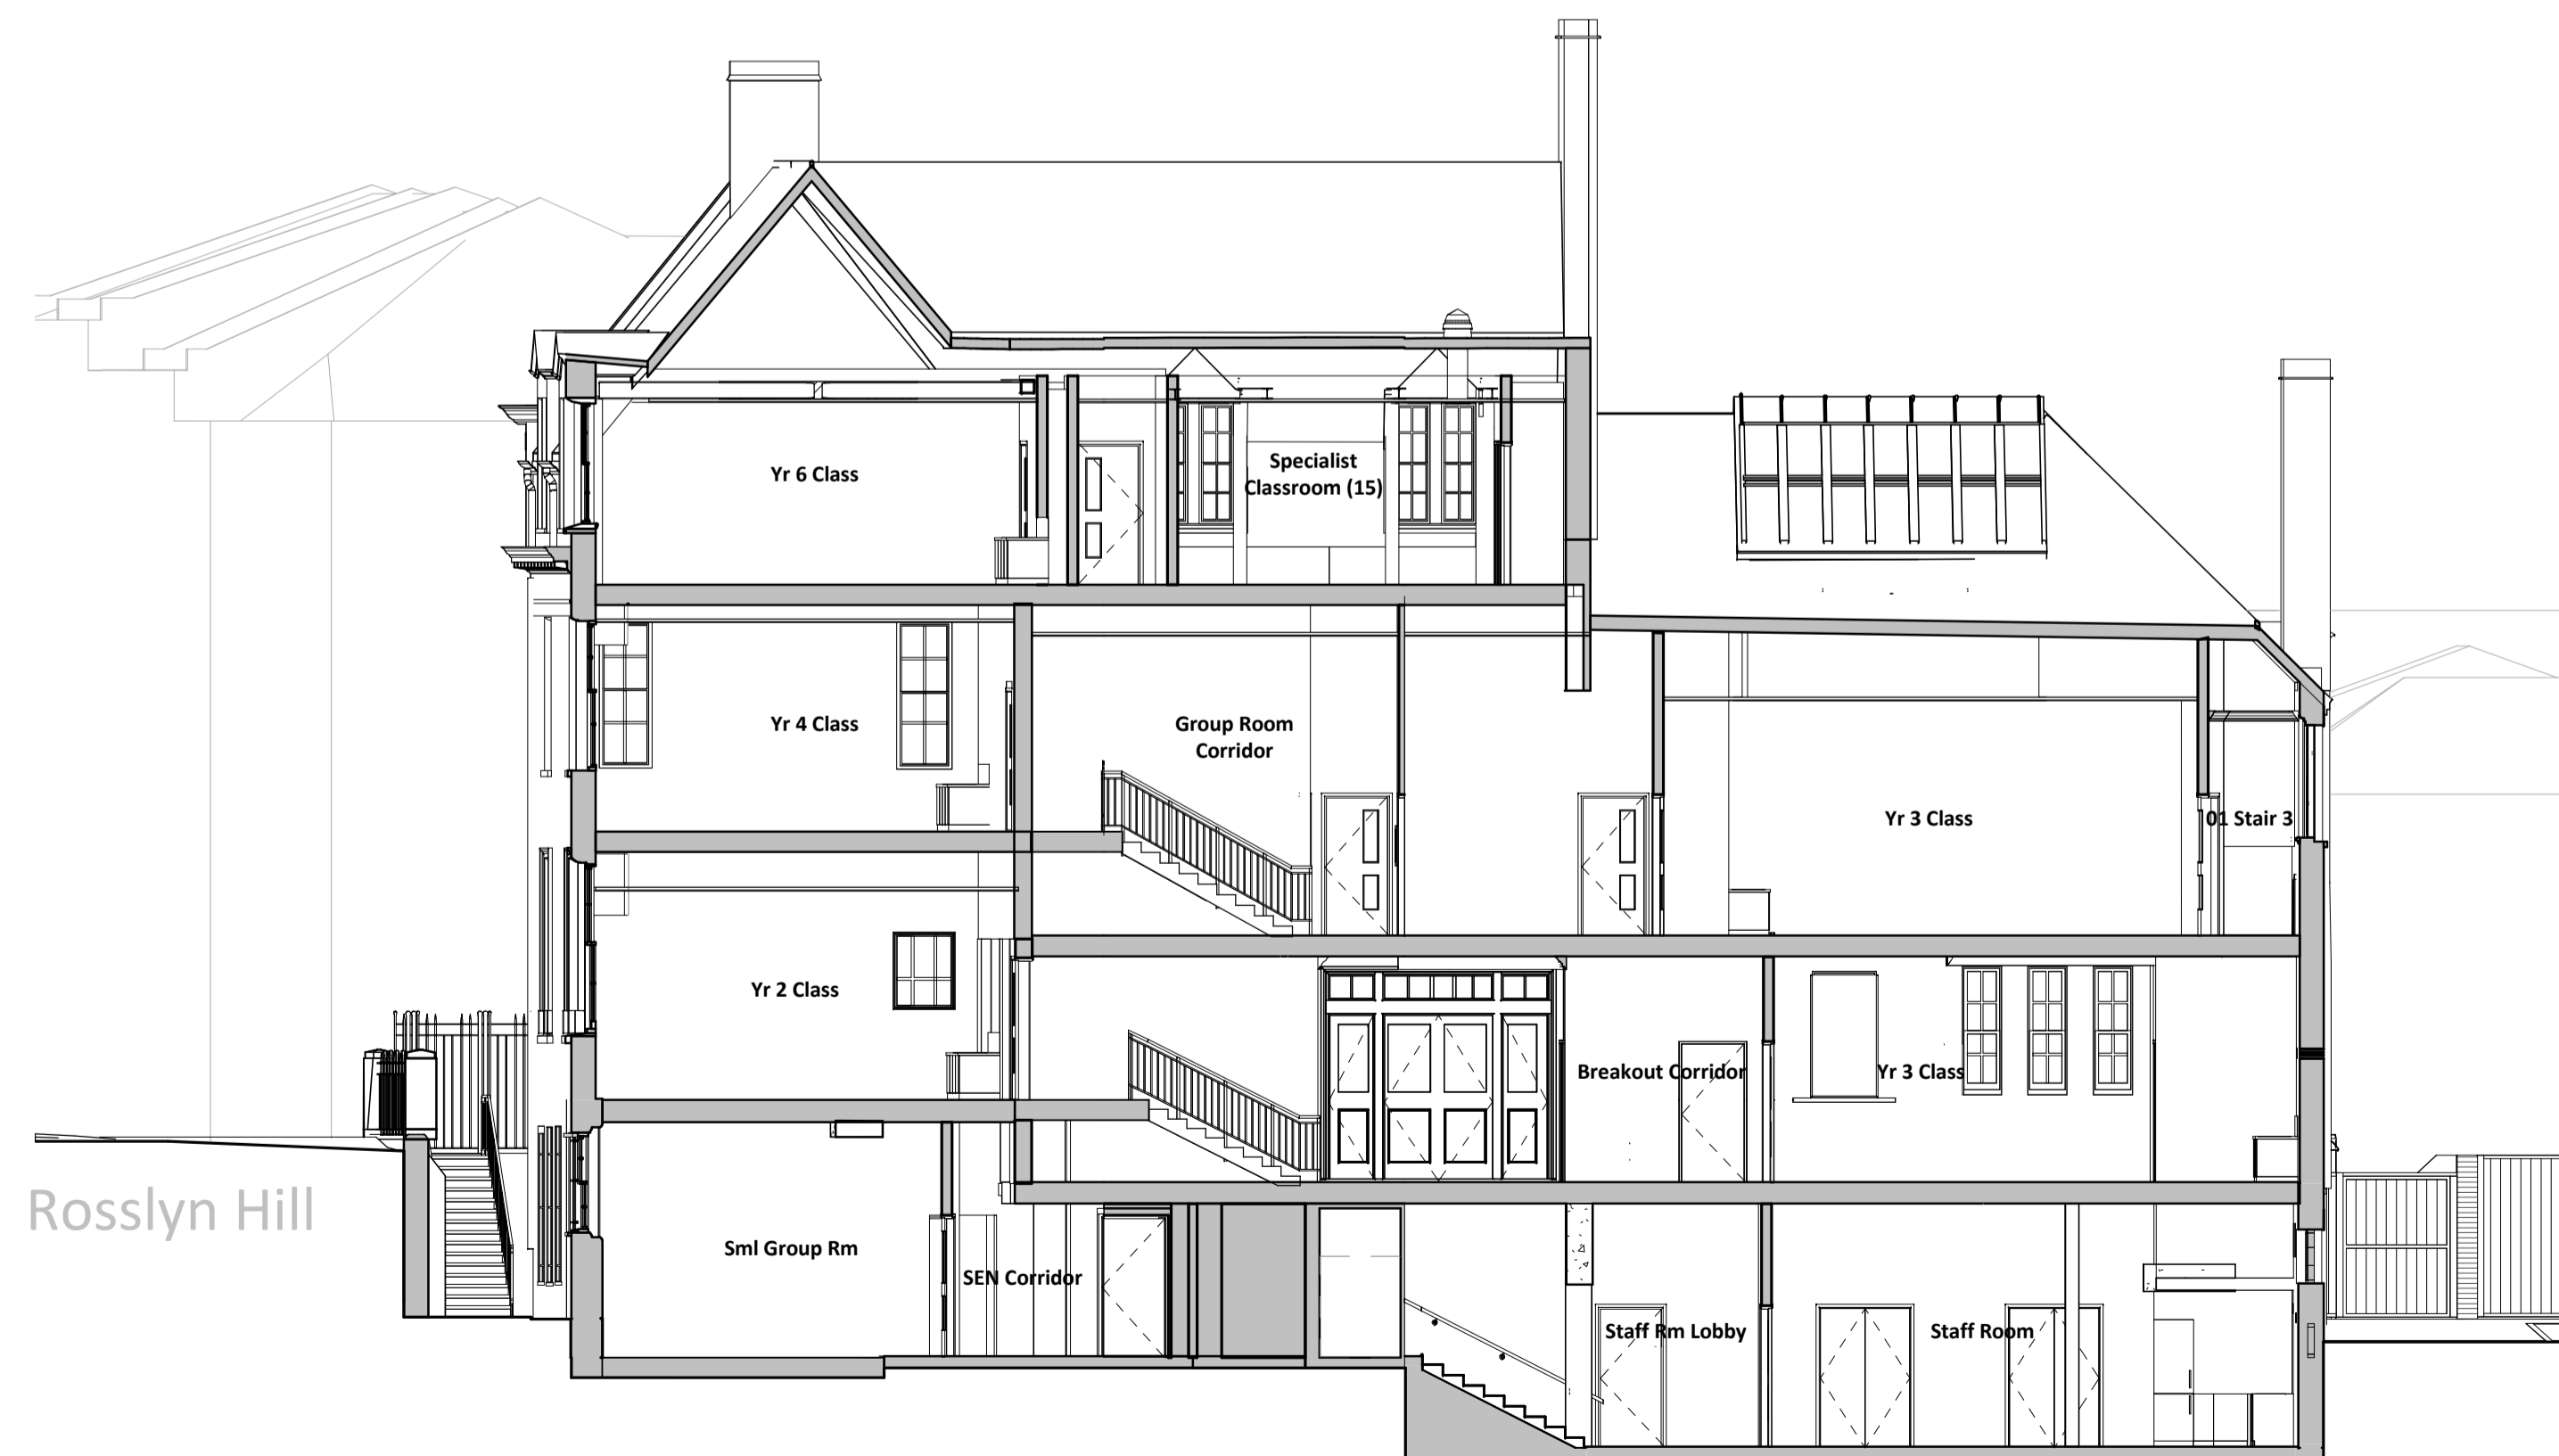 Yr 6 Class
Specialist
Classroom (15)
Yr 4 Class
Group Room
Corridor
Yr 3 Class
01 Stair 3
Yr 2 Class
Breakout Corridor
Yr 3 Class
Rosslyn Hill
Sml Group Rm
SEN Corridor
Staff Rm Lobby
Staff Room